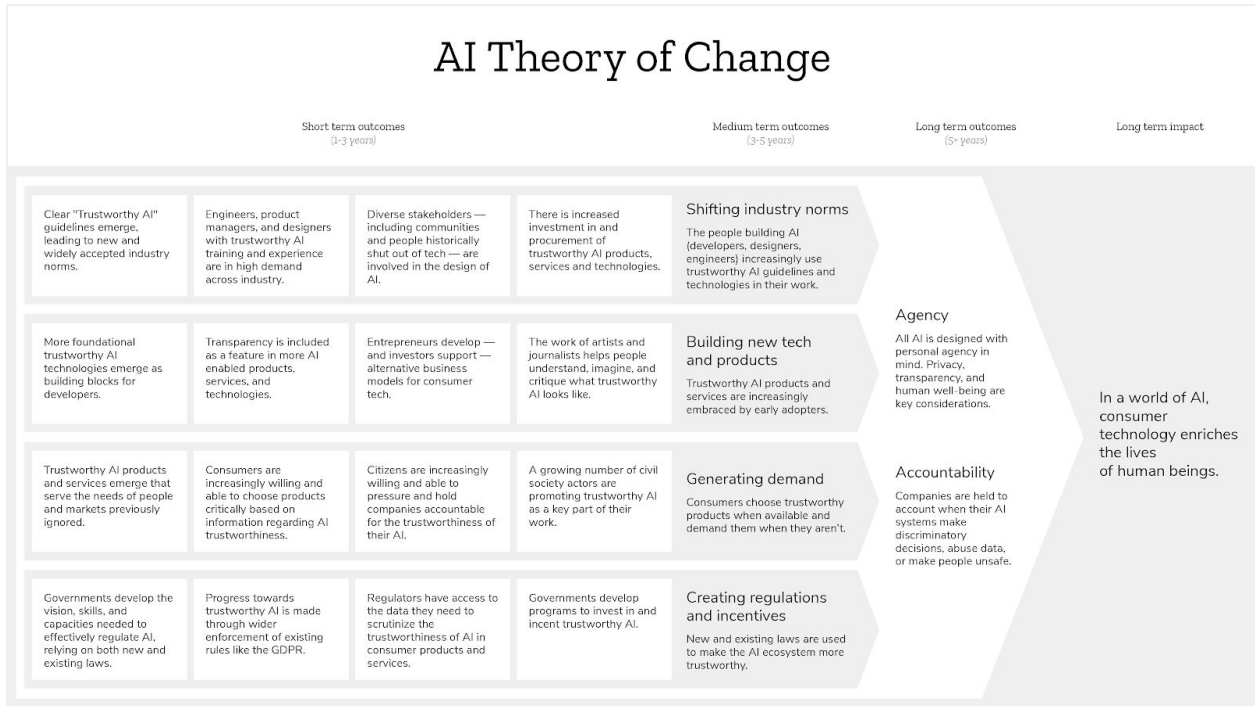 AI Theory of Change
Short term outcomes
(1-3 years)
Medium term outcomes
(3-5 years)
Long term outcomes
(5+ years)
Long term impact
Clear "Trustworthy AI"
guidelines emerge,
leading to new and
widely accepted industry
norms.
Engineers, product
managers, and designers
with trustworthy AI
training and experience
are in high demand
across industry.
Diverse stakeholders —
including communities
and people historically
shut out of tech — are
involved in the design of
AI.
There is increased
investment in and
procurement of
trustworthy AI products,
services and technologies.
Shifting industry norms
The people building AI
(developers, designers,
engineers) increasingly use
trustworthy AI guidelines and
technologies in their work.
More foundational
trustworthy AI
technologies emerge as
building blocks for
developers.
Transparency is included
as a feature in more AI
enabled products,
services, and
technologies.
Entrepreneurs develop —
and investors support —
alternative business
models for consumer
tech.
The work of artists and
journalists helps people
understand, imagine, and
critique what trustworthy
AI looks like.
Building new tech
and products
Trustworthy AI products and
services are increasingly
embraced by early adopters.
Trustworthy AI products
and services emerge that
serve the needs of people
and markets previously
ignored.
Consumers are
increasingly willing and
able to choose products
critically based on
information regarding AI
trustworthiness.
Citizens are increasingly
willing and able to
pressure and hold
companies accountable
for the trustworthiness of
their AI.
A growing number of civil
society actors are
promoting trustworthy AI
as a key part of their
work.
Generating demand
Consumers choose trustworthy
products when available and
demand them when they aren't.
Governments develop the
vision, skills, and
capacities needed to
effectively regulate AI,
relying on both new and
existing laws.
Progress towards
trustworthy AI is made
through wider
enforcement of existing
rules like the GDPR.
Regulators have access to
the data they need to
scrutinize the
trustworthiness of AI in
consumer products and
services.
Governments develop
programs to invest in and
incent trustworthy AI.
Creating regulations
and incentives
New and existing laws are used
to make the AI ecosystem more
trustworthy.
Agency
All AI is designed with
personal agency in
mind. Privacy,
transparency, and
human well-being are
key considerations.
Accountability
Companies are held to
account when their AI
systems make
discriminatory
decisions, abuse data,
or make people unsafe.
In a world of AI,
consumer
technology enriches
the lives
of human beings.